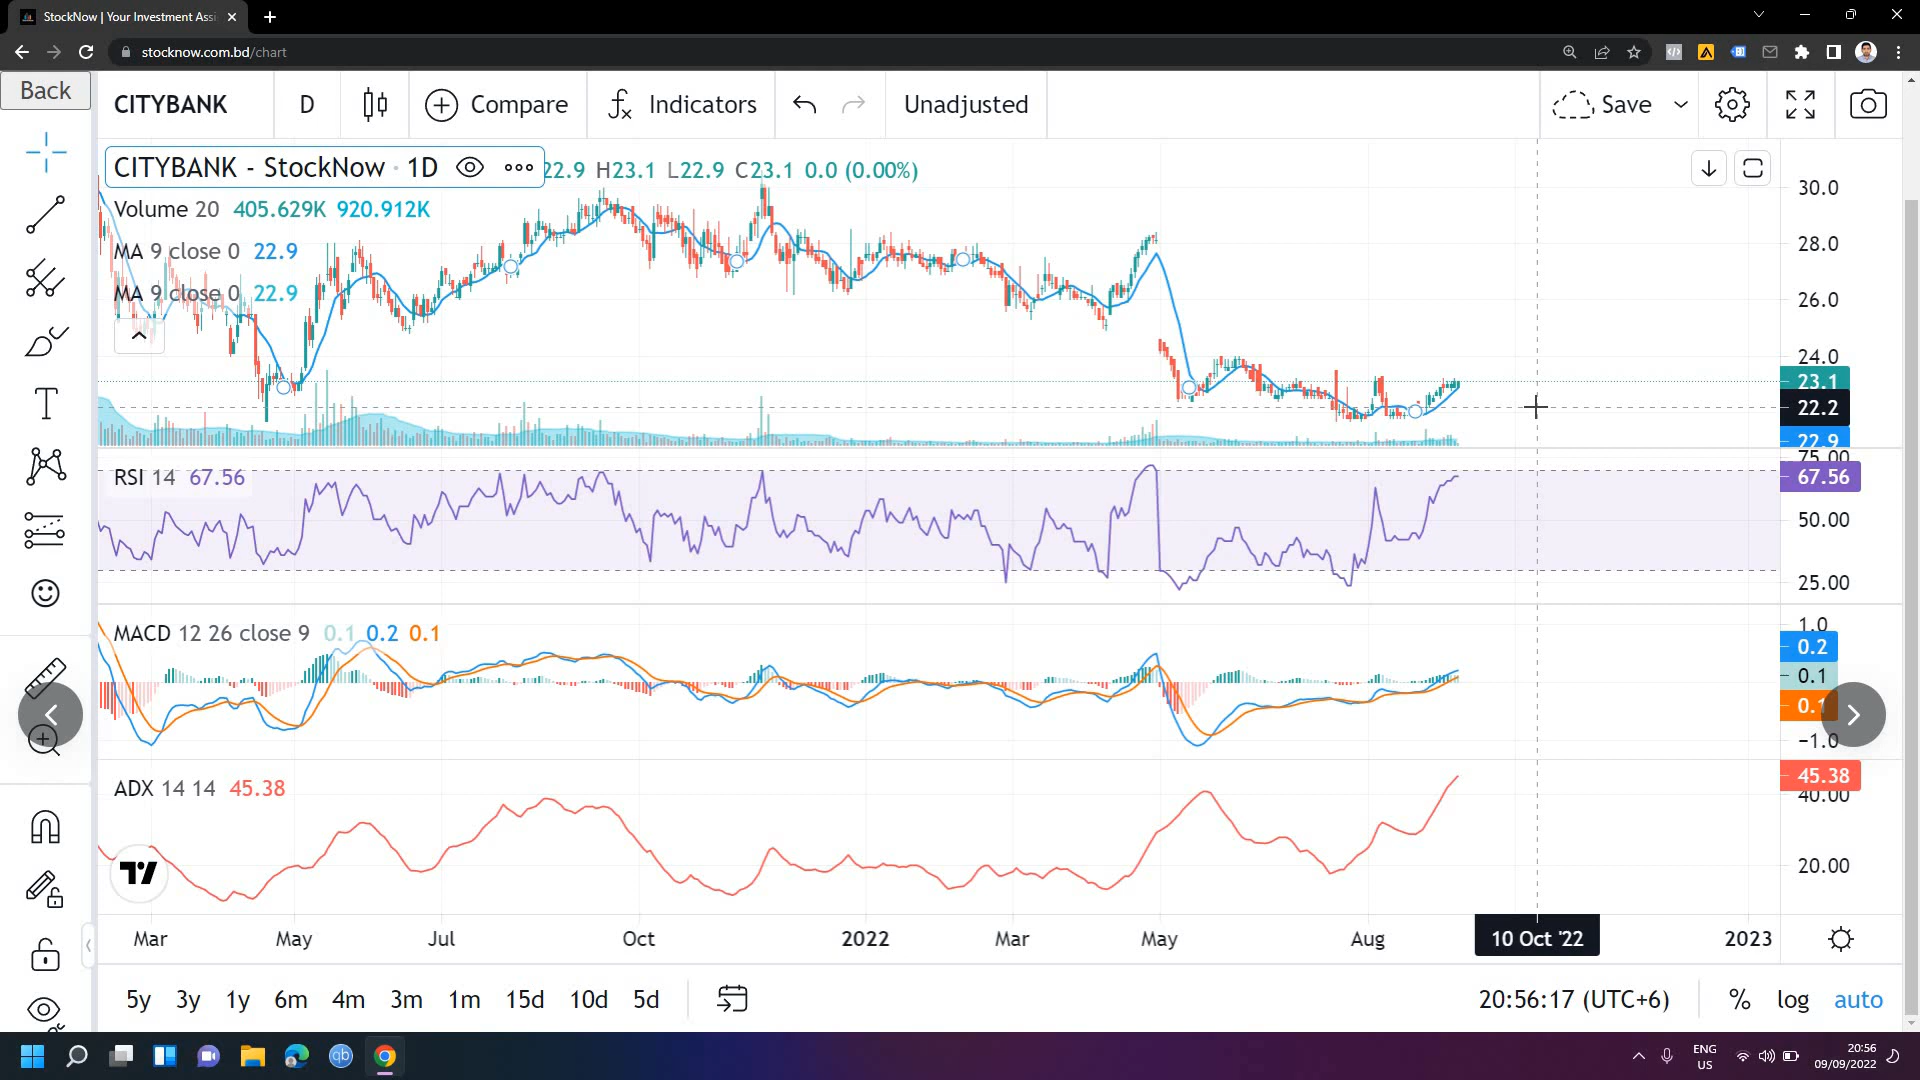 StockNow | Your Investment Assi
stocknow.com.bd/chart
Back
CITYBANK D Compare Indicators Unadjusted Save
CITYBANK - StockNow · 1D 22.9 H23.1 L22.9 C23.1 0.0 (0.00%)
Volume 20 405.629K 920.912K
MA 9 close 0 22.9
MA 9 close 0 22.9
30.0
28.0
26.0
24.0
23.1
22.2
22.9
RSI 14 67.56
75.00
67.56
50.00
25.00
MACD 12 26 close 9 0.1 0.2 0.1
1.0
0.2
0.1
0.1
−1.0
ADX 14 14 45.38
45.38
40.00
20.00
Mar May Jul Oct 2022 Mar May Aug 10 Oct '22 2023
5y 3y 1y 6m 4m 3m 1m 15d 10d 5d 20:56:17 (UTC+6) % log auto
qb
ENG
US
20:56
09/09/2022